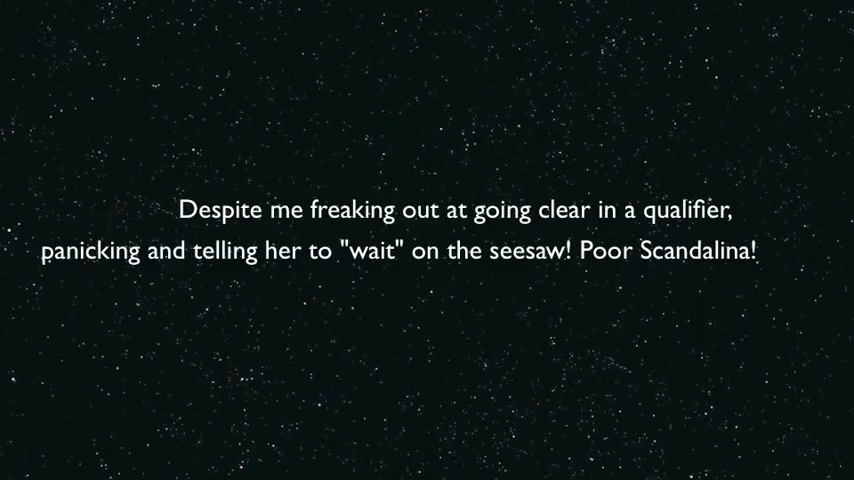 Despite me freaking out at going clear in a qualifier,
panicking and telling her to "wait" on the seesaw! Poor Scandalina!